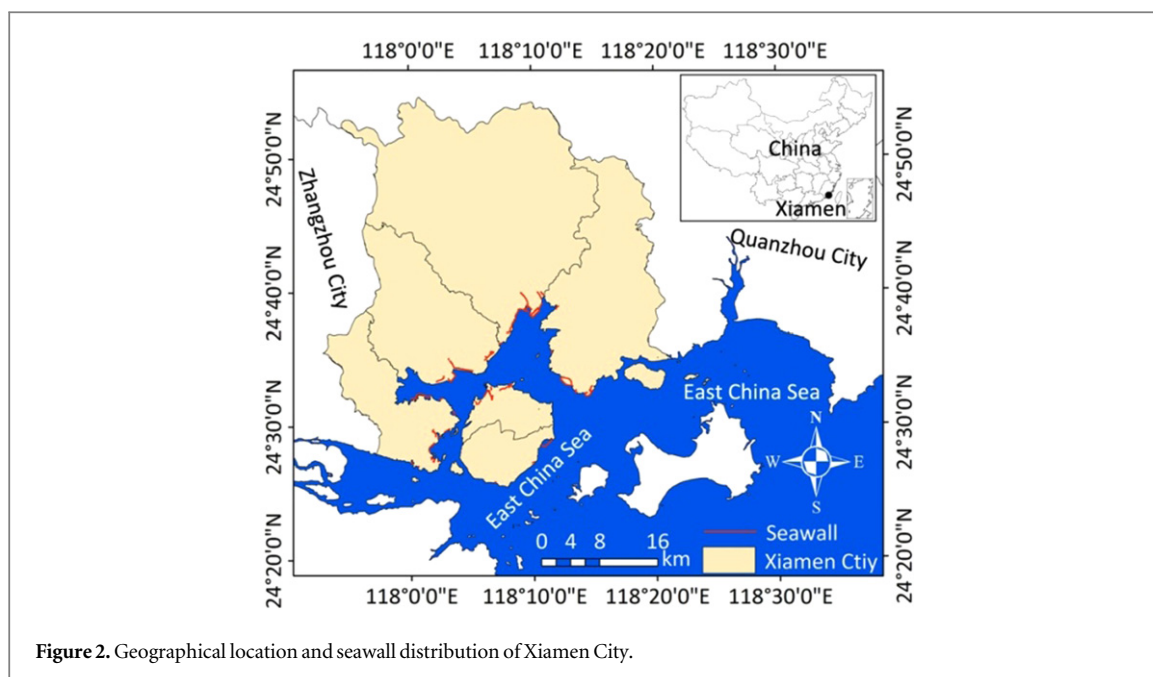 118°0'0"E 118°10'0"E 118°20'0"E 118°30'0"E
24°50'0"N
24°40'0"N
24°30'0"N
24°20'0"N
24°50'0"N
24°40'0"N
24°30'0"N
24°20'0"N
China
Xiamen
Zhangzhou City
Quanzhou City
East China Sea
East China Sea
N
W E
S
0 4 8 16
km
Seawall
Xiamen Ctiy
118°0'0"E 118°10'0"E 118°20'0"E 118°30'0"E
Figure 2. Geographical location and seawall distribution of Xiamen City.